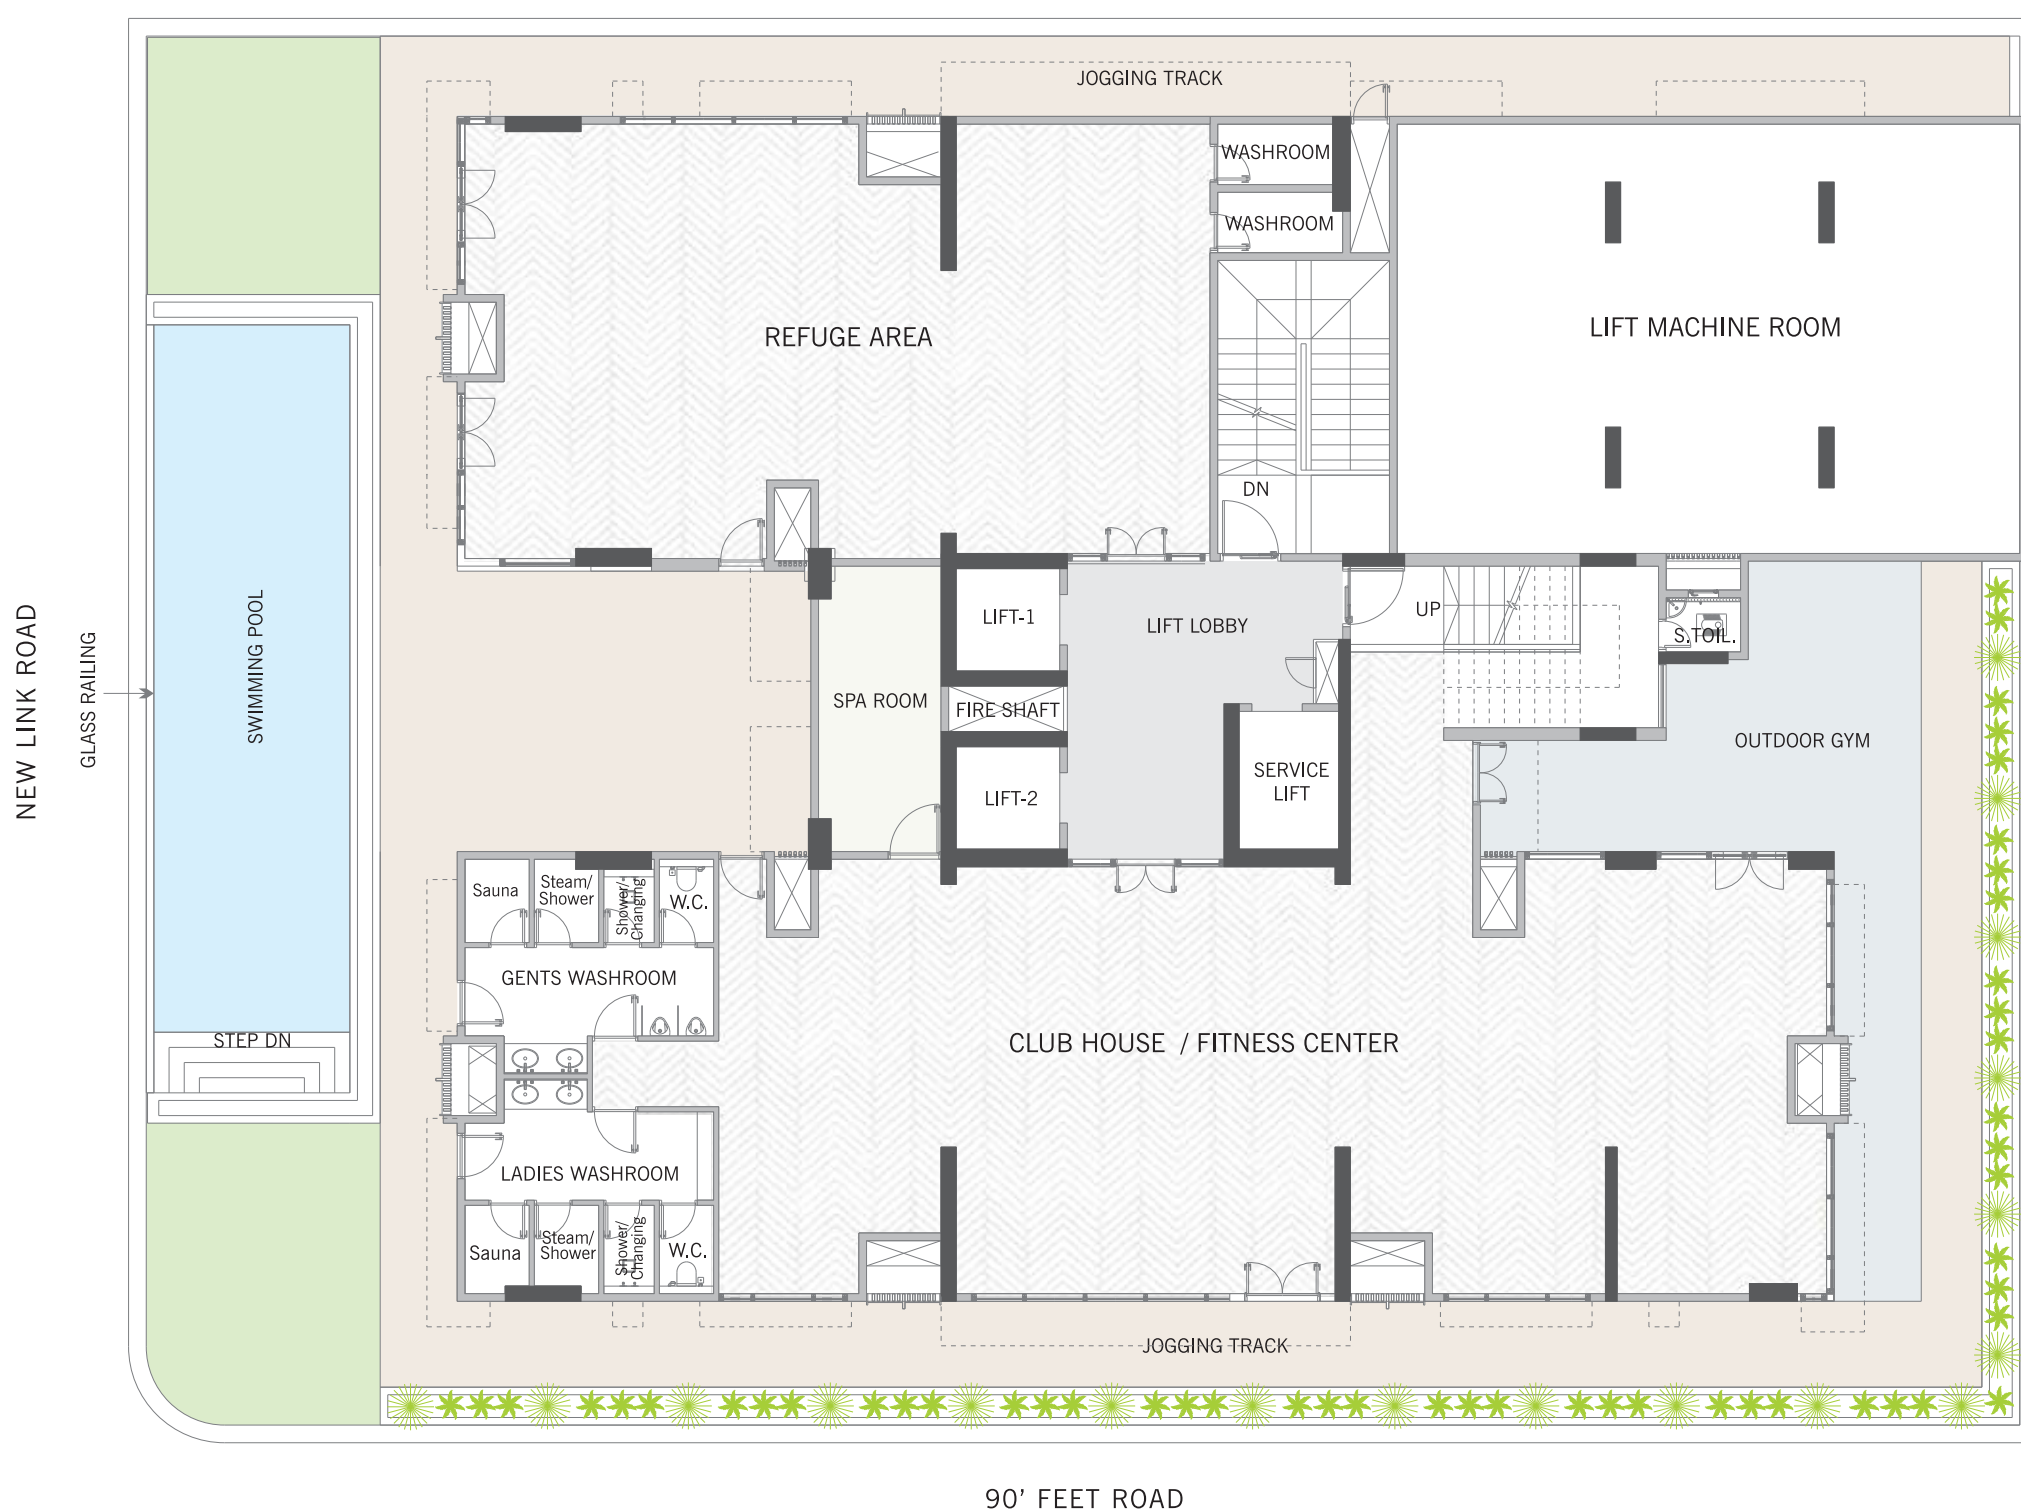 JOGGING TRACK
WASHROOM
WASHROOM
REFUGE AREA
LIFT MACHINE ROOM
DN
NEW LINK ROAD
GLASS RAILING
SWIMMING POOL
LIFT-1
LIFT LOBBY
UP
S.TOIL.
SPA ROOM
FIRE SHAFT
OUTDOOR GYM
LIFT-2
SERVICE
LIFT
Sauna
Steam/
Shower
Shower/
Changing
W.C.
GENTS WASHROOM
STEP DN
CLUB HOUSE / FITNESS CENTER
LADIES WASHROOM
Sauna
Steam/
Shower
Shower/
Changing
W.C.
JOGGING TRACK
90' FEET ROAD